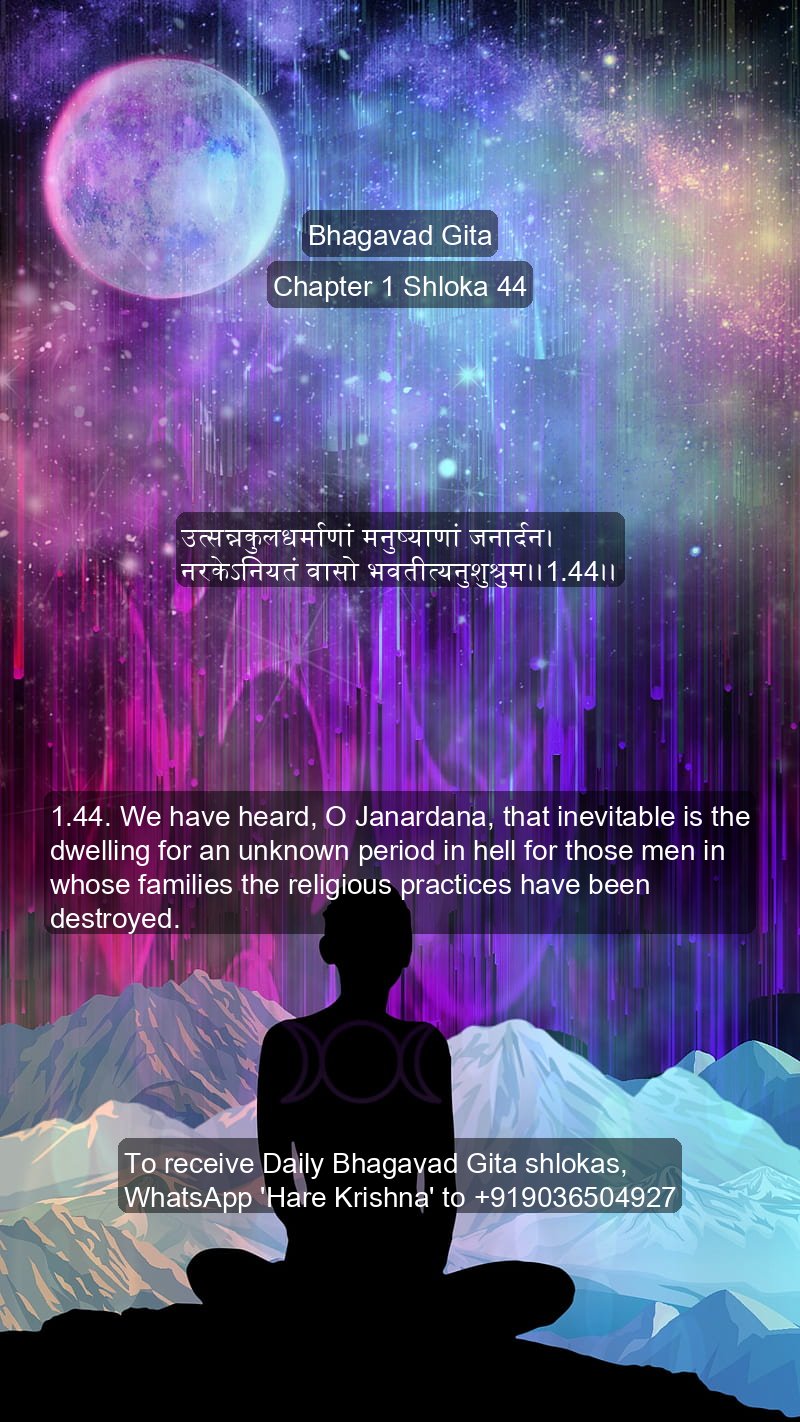 Bhagavad Gita
Chapter 1 Shloka 44
उत्सन्नकुलधर्माणां मनुष्याणां जनार्दन।
नरकेऽनियतं वासो भवतीत्यनुशुश्रुम।।1.44।।
1.44. We have heard, O Janardana, that inevitable is the
dwelling for an unknown period in hell for those men in
whose families the religious practices have been
destroyed.
To receive Daily Bhagavad Gita shlokas,
WhatsApp 'Hare Krishna' to +919036504927